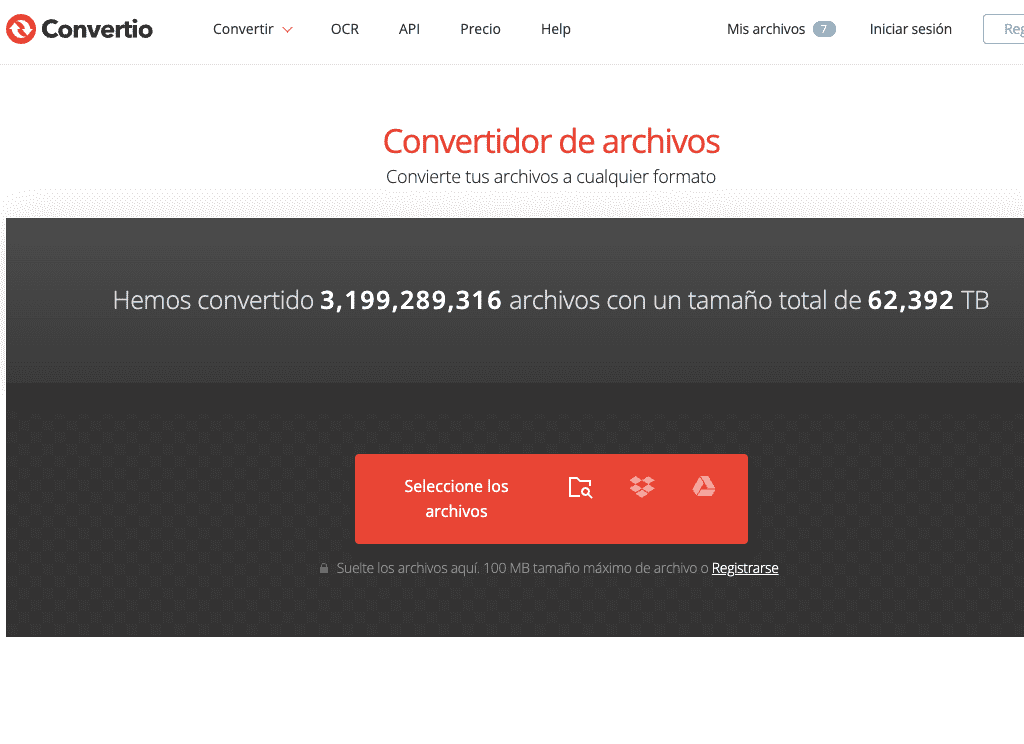 Convertio Convertir OCR API Precio Help Mis archivos 7 Iniciar sesión Reg
Convertidor de archivos
Convierte tus archivos a cualquier formato
Hemos convertido 3,199,289,316 archivos con un tamaño total de 62,392 TB
Seleccione los
archivos
Suelte los archivos aquí. 100 MB tamaño máximo de archivo o Registrarse